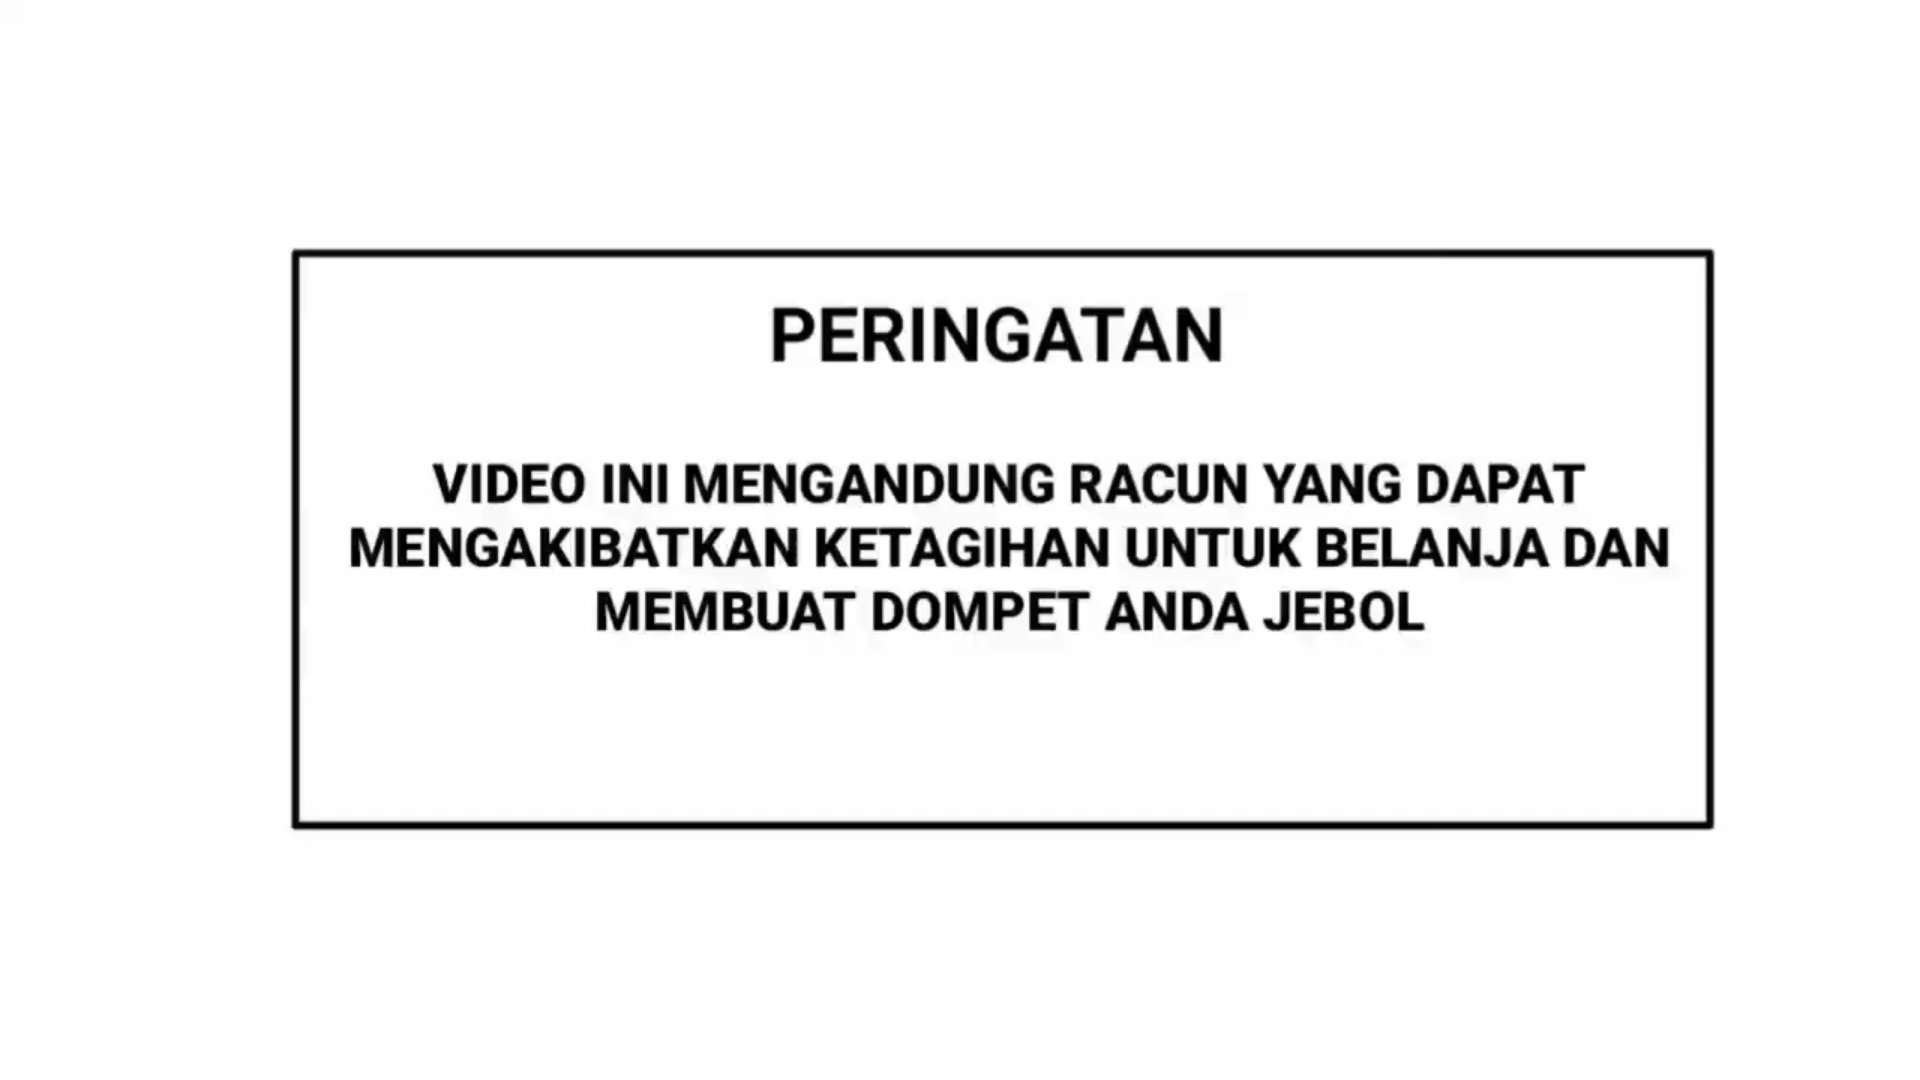 PERINGATAN
VIDEO INI MENGANDUNG RACUN YANG DAPAT
MENGAKIBATKAN KETAGIHAN UNTUK BELANJA DAN
MEMBUAT DOMPET ANDA JEBOL